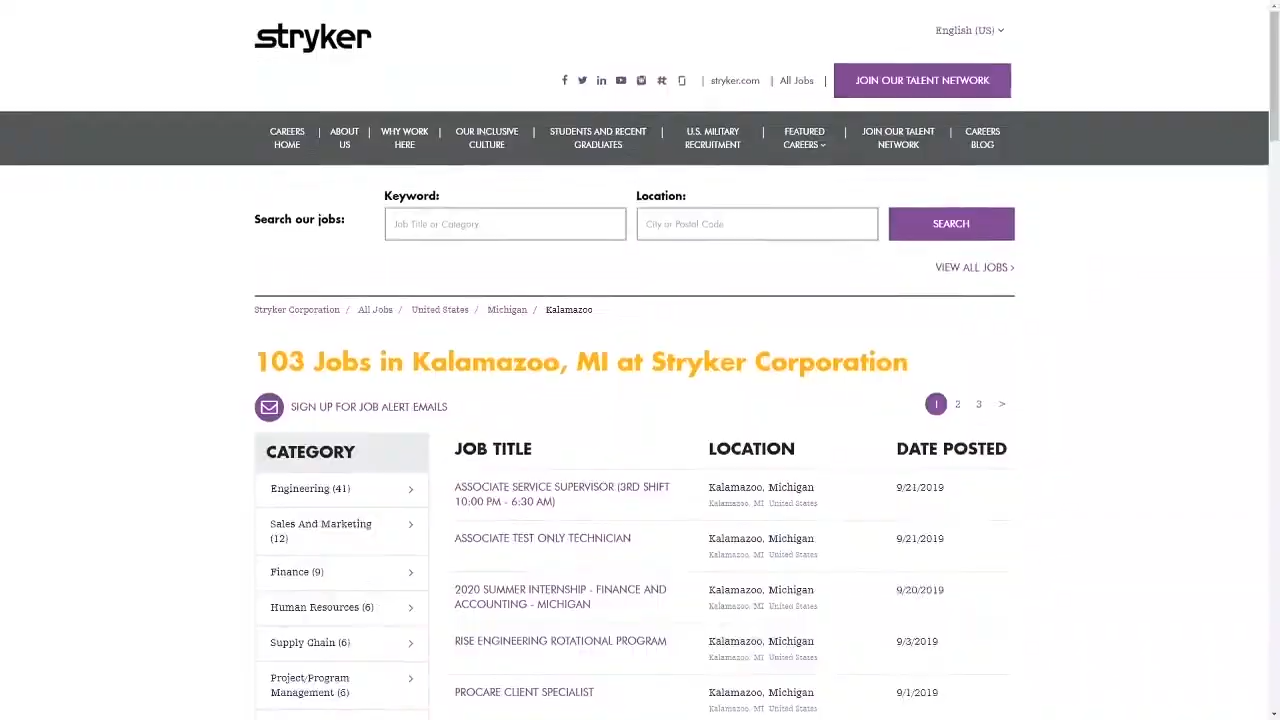 stryker
English (US)
| stryker.com | All Jobs | JOIN OUR TALENT NETWORK
CAREERS HOME | ABOUT US | WHY WORK HERE | OUR INCLUSIVE CULTURE | STUDENTS AND RECENT GRADUATES | U.S. MILITARY RECRUITMENT | FEATURED CAREERS | JOIN OUR TALENT NETWORK | CAREERS BLOG
Keyword: Location:
Search our jobs: Job Title or Category City or Postal Code SEARCH
VIEW ALL JOBS >
Stryker Corporation / All Jobs / United States / Michigan / Kalamazoo
103 Jobs in Kalamazoo, MI at Stryker Corporation
SIGN UP FOR JOB ALERT EMAILS 1 2 3 >
CATEGORY
Engineering (41)
Sales And Marketing
(12)
Finance (9)
Human Resources (6)
Supply Chain (6)
Project/Program
Management (6)
JOB TITLE LOCATION DATE POSTED
ASSOCIATE SERVICE SUPERVISOR (3RD SHIFT Kalamazoo, Michigan 9/21/2019
10:00 PM - 6:30 AM) Kalamazoo, MI United States
ASSOCIATE TEST ONLY TECHNICIAN Kalamazoo, Michigan 9/21/2019
Kalamazoo, MI United States
2020 SUMMER INTERNSHIP - FINANCE AND Kalamazoo, Michigan 9/20/2019
ACCOUNTING - MICHIGAN Kalamazoo, MI United States
RISE ENGINEERING ROTATIONAL PROGRAM Kalamazoo, Michigan 9/3/2019
Kalamazoo, MI United States
PROCARE CLIENT SPECIALIST Kalamazoo, Michigan 9/1/2019
Kalamazoo, MI United States